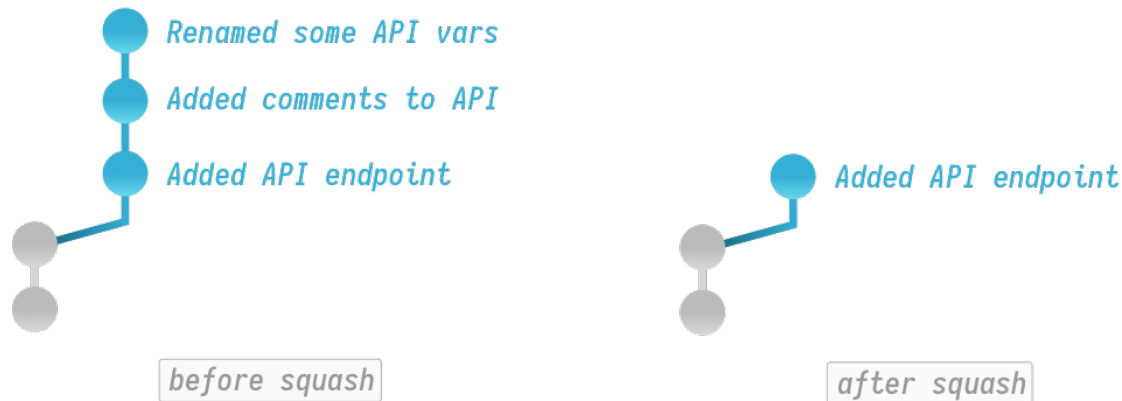 Renamed some API vars
Added comments to API
Added API endpoint
before squash
Added API endpoint
after squash